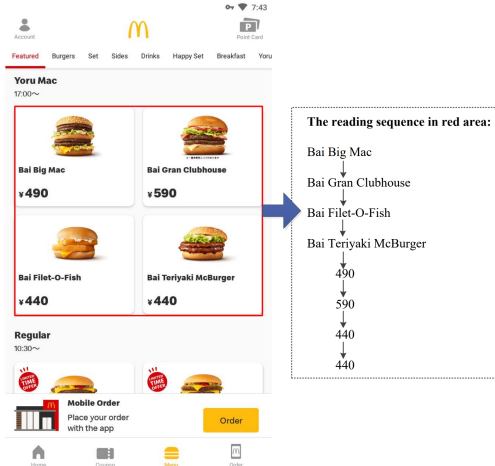 7:43
Account
P
Point Card
Featured Burgers Set Sides Drinks Happy Set Breakfast Yoru
Yoru Mac
17:00~
Bai Big Mac
¥490
Bai Gran Clubhouse
¥590
Bai Filet-O-Fish
¥440
Bai Teriyaki McBurger
¥440
Regular
10:30~
LIMITED
TIME
OFFER
LIMITED
TIME
OFFER
Mobile Order
Place your order
with the app
Order
Home Coupon Menu Order
The reading sequence in red area:
Bai Big Mac
Bai Gran Clubhouse
Bai Filet-O-Fish
Bai Teriyaki McBurger
490
590
440
440